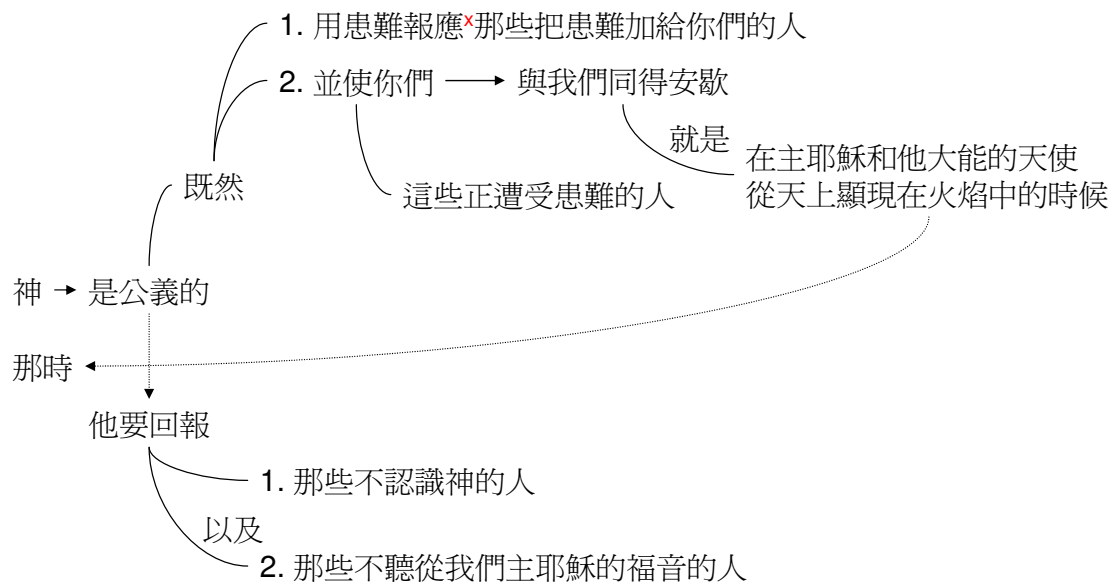 1. 用患難報應x那些把患難加給你們的人
2. 並使你們
與我們同得安歇
就是
在主耶穌和他大能的天使
從天上顯現在火焰中的時候
既然
這些正遭受患難的人
神
是公義的
那時
他要回報
1. 那些不認識神的人
以及
2. 那些不聽從我們主耶穌的福音的人